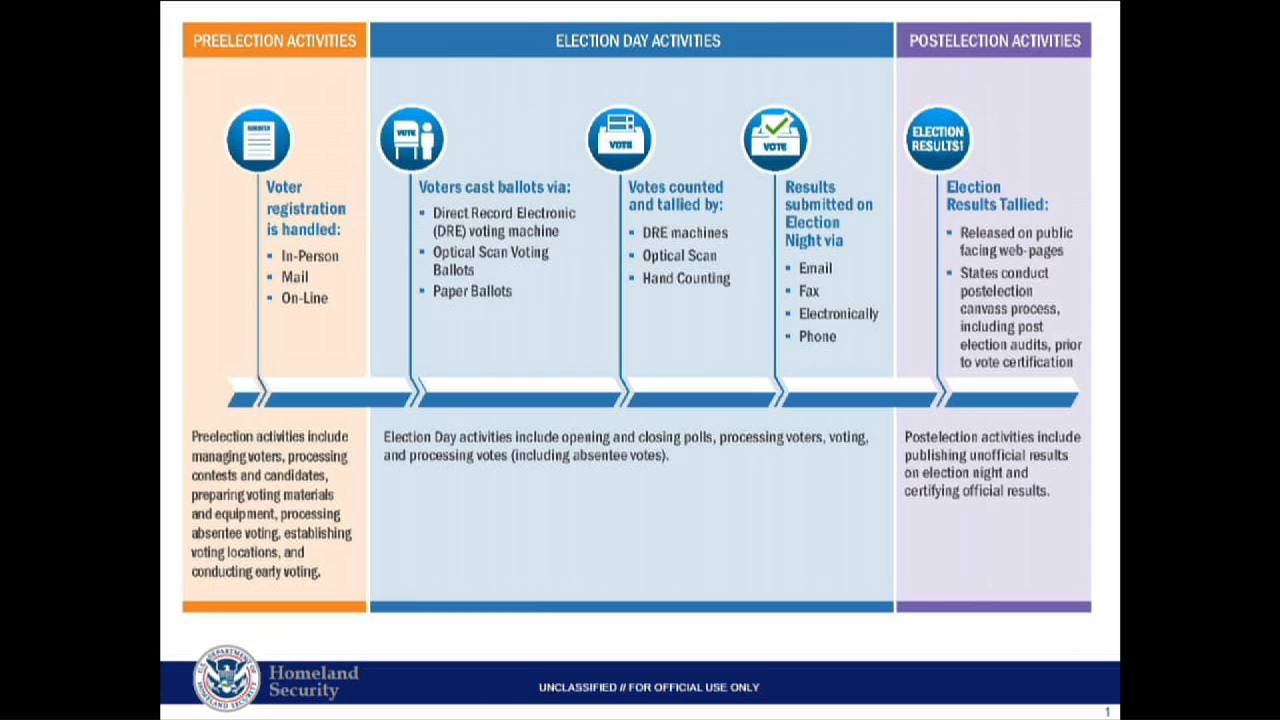 PREELECTION ACTIVITIES
ELECTION DAY ACTIVITIES
POSTELECTION ACTIVITIES
Voter
registration
is handled:
▪ In-Person
▪ Mail
▪ On-Line
VOTE
Voters cast ballots via:
▪ Direct Record Electronic
(DRE) voting machine
▪ Optical Scan Voting
Ballots
▪ Paper Ballots
VOTE
Votes counted
and tallied by:
▪ DRE machines
▪ Optical Scan
▪ Hand Counting
VOTE
Results
submitted on
Election
Night via
▪ Email
▪ Fax
▪ Electronically
▪ Phone
ELECTION
RESULTS!
Election
Results Tallied:
▪ Released on public
facing web-pages
▪ States conduct
postelection
canvass process,
including post
election audits, prior
to vote certification
Preelection activities include
managing voters, processing
contests and candidates,
preparing voting materials
and equipment, processing
absentee voting, establishing
voting locations, and
conducting early voting.
Election Day activities include opening and closing polls, processing voters, voting,
and processing votes (including absentee votes).
Postelection activities include
publishing unofficial results
on election night and
certifying official results.
U.S. DEPARTMENT OF
HOMELAND SECURITY
Homeland
Security
UNCLASSIFIED // FOR OFFICIAL USE ONLY
1